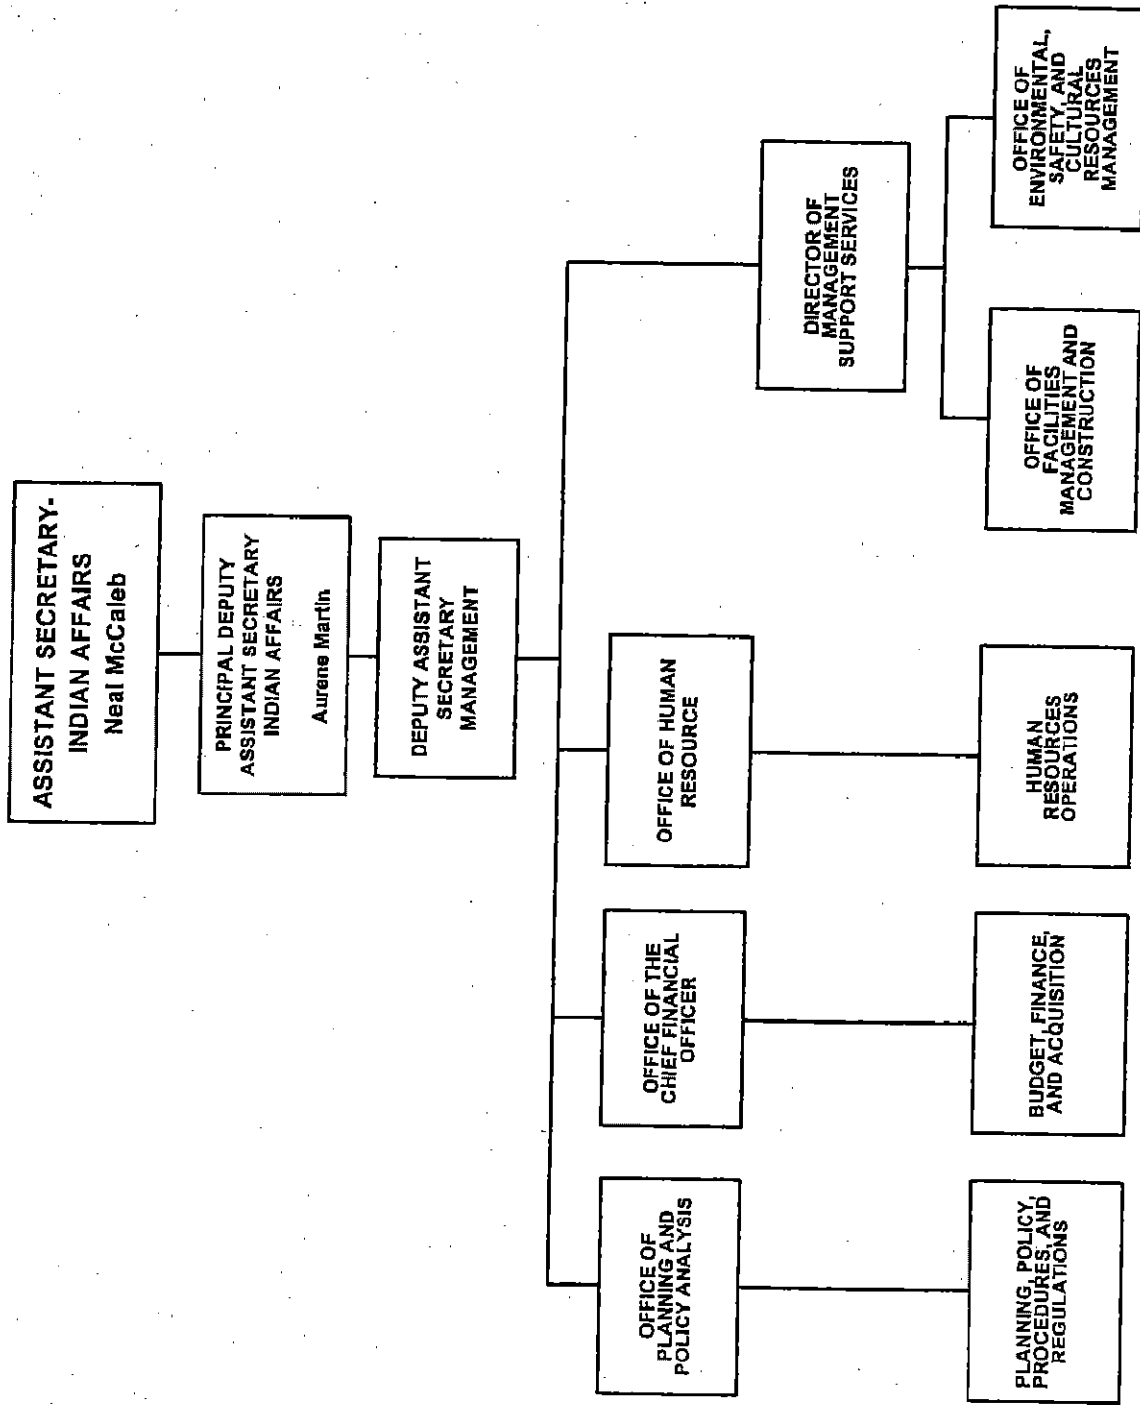 ASSISTANT SECRETARY-
INDIAN AFFAIRS
Neal McCaleb
PRINCIPAL DEPUTY
ASSISTANT SECRETARY
INDIAN AFFAIRS
Aurene Martin
DEPUTY ASSISTANT
SECRETARY
MANAGEMENT
OFFICE OF
PLANNING AND
POLICY ANALYSIS
OFFICE OF THE
CHIEF FINANCIAL
OFFICER
OFFICE OF HUMAN
RESOURCE
DIRECTOR OF
MANAGEMENT
SUPPORT SERVICES
PLANNING, POLICY,
PROCEDURES, AND
REGULATIONS
BUDGET, FINANCE,
AND ACQUISITION
HUMAN
RESOURCES
OPERATIONS
OFFICE OF
FACILITIES
MANAGEMENT AND
CONSTRUCTION
OFFICE OF
ENVIRONMENTAL,
SAFETY, AND
CULTURAL
RESOURCES
MANAGEMENT